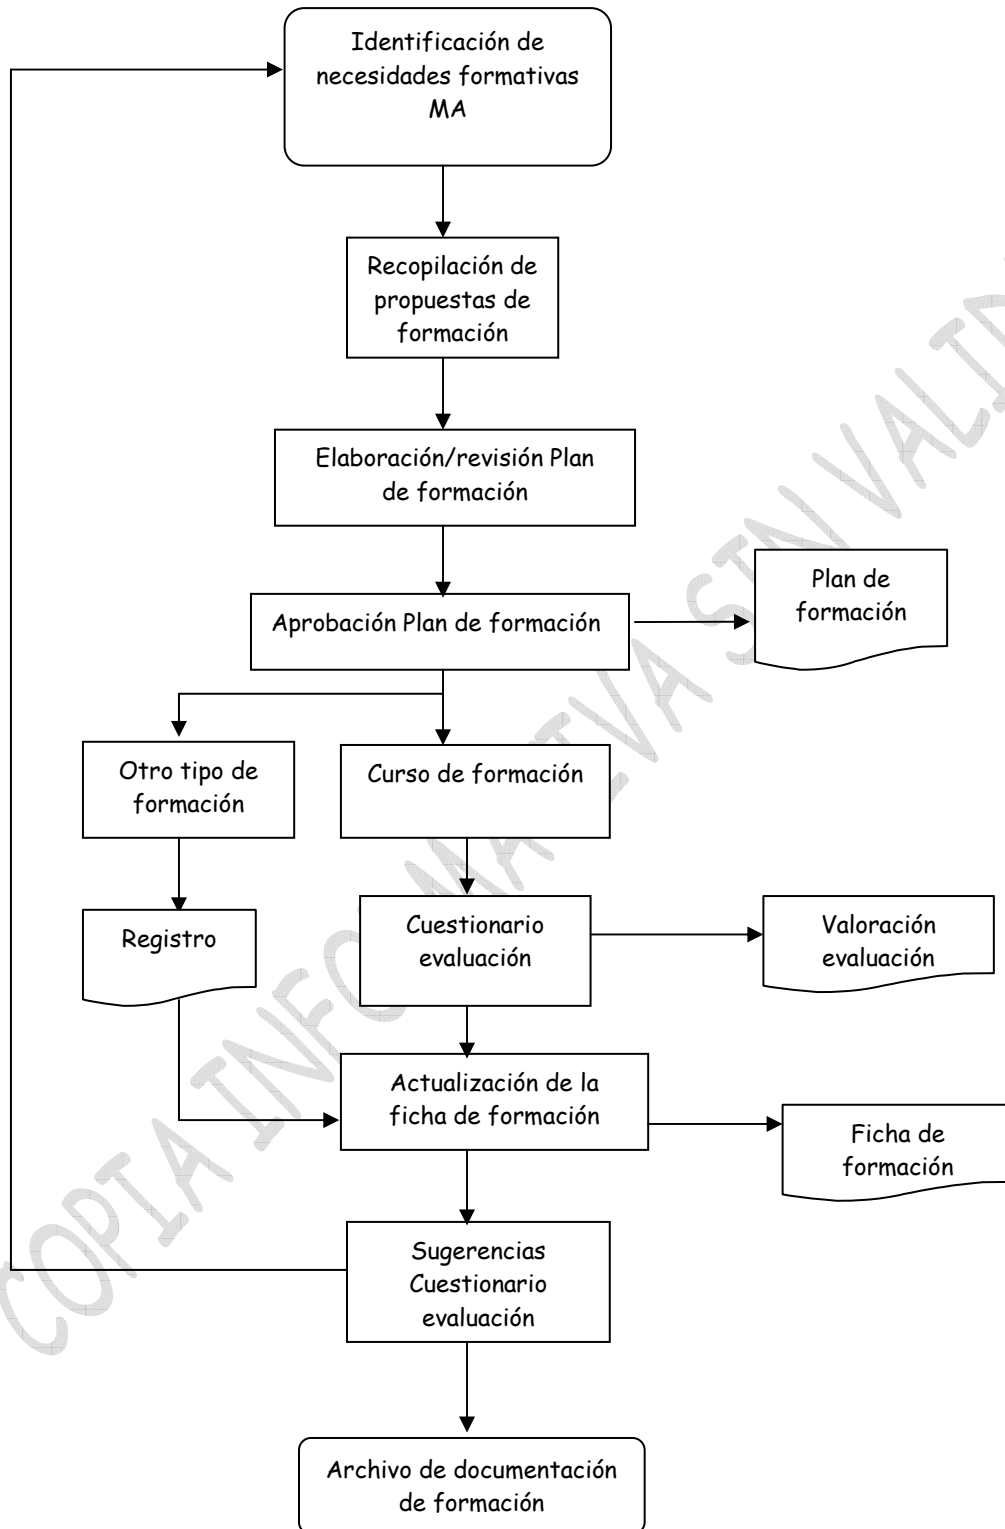 Identificación de
necesidades formativas
MA
Recopilación de
propuestas de
formación
Elaboración/revisión Plan
de formación
Aprobación Plan de formación
Plan de
formación
Otro tipo de
formación
Curso de formación
Registro
Cuestionario
evaluación
Valoración
evaluación
Actualización de la
ficha de formación
Ficha de
formación
Sugerencias
Cuestionario
evaluación
Archivo de documentación
de formación
COPIA SIN